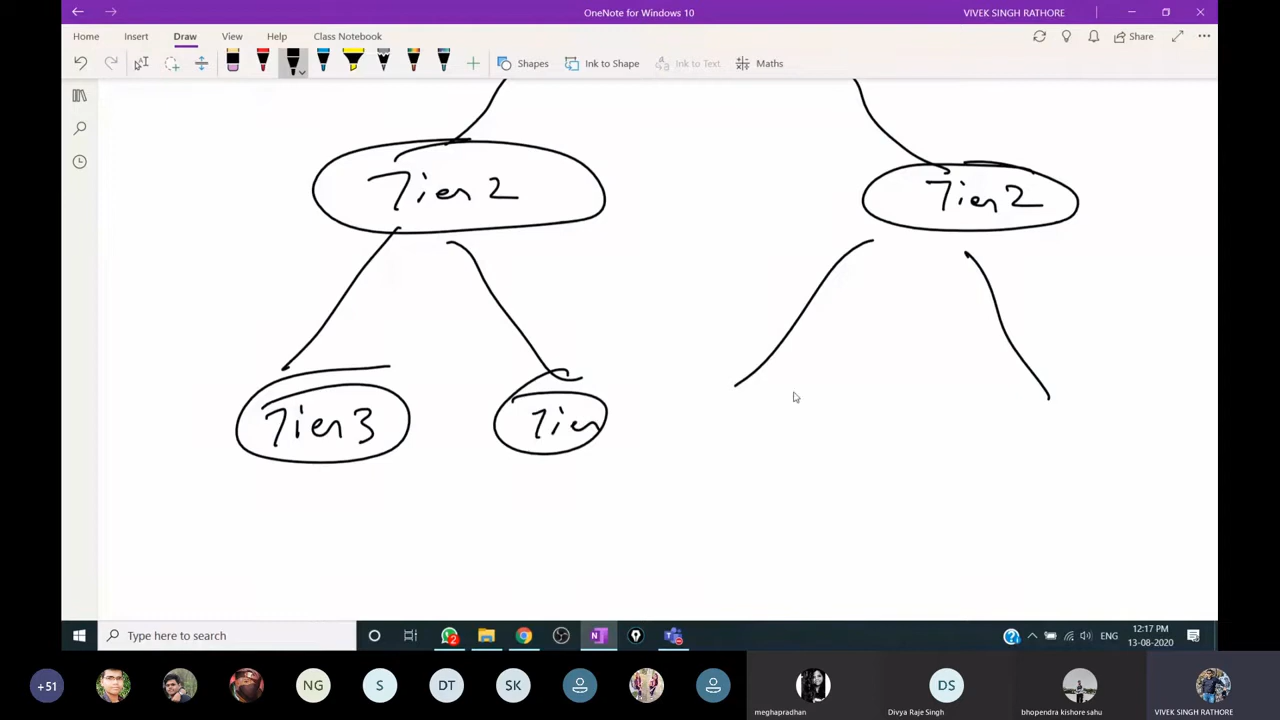 OneNote for Windows 10
VIVEK SINGH RATHORE
Home Insert Draw View Help Class Notebook
Share
Shapes Ink to Shape Ink to Text Maths
Tier 2
Tier 2
Tier 3
Tier
Type here to search
2
ENG
12:17 PM
13-08-2020
+51
NG
S
DT
SK
DS
meghapradhan
Divya Raje Singh
bhopendra kishore sahu
VIVEK SINGH RATHORE